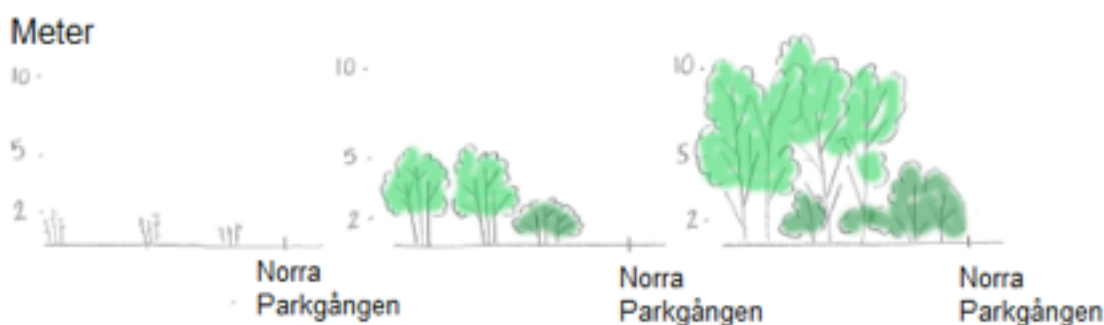 Meter
10 -
5 -
2 -
Norra
Parkgången
10 -
5 -
2 -
Norra
Parkgången
10 -
5
2 -
Norra
Parkgången